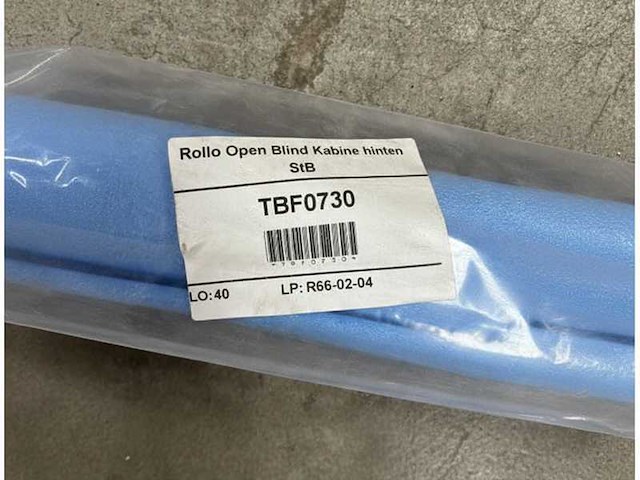 Rollo Open Blind Kabine hinten
StB
TBF0730
LO:40 LP: R66-02-04